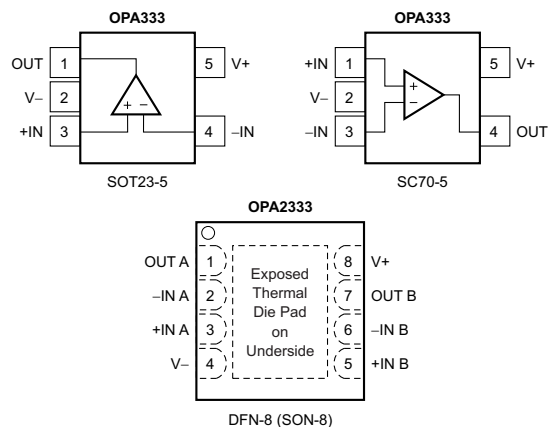 OPA333
OUT 1
V– 2
+IN 3
5 V+
4 –IN
+ –
SOT23-5
OPA333
+IN 1
V– 2
–IN 3
5 V+
4 OUT
+
–
SC70-5
OPA2333
OUT A 1
–IN A 2
+IN A 3
V– 4
Exposed
Thermal
Die Pad
on
Underside
8 V+
7 OUT B
6 –IN B
5 +IN B
DFN-8 (SON-8)